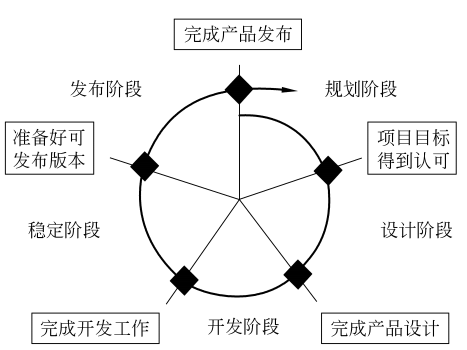 完成产品发布
发布阶段
规划阶段
准备好可
发布版本
项目目标
得到认可
稳定阶段
设计阶段
完成开发工作
开发阶段
完成产品设计